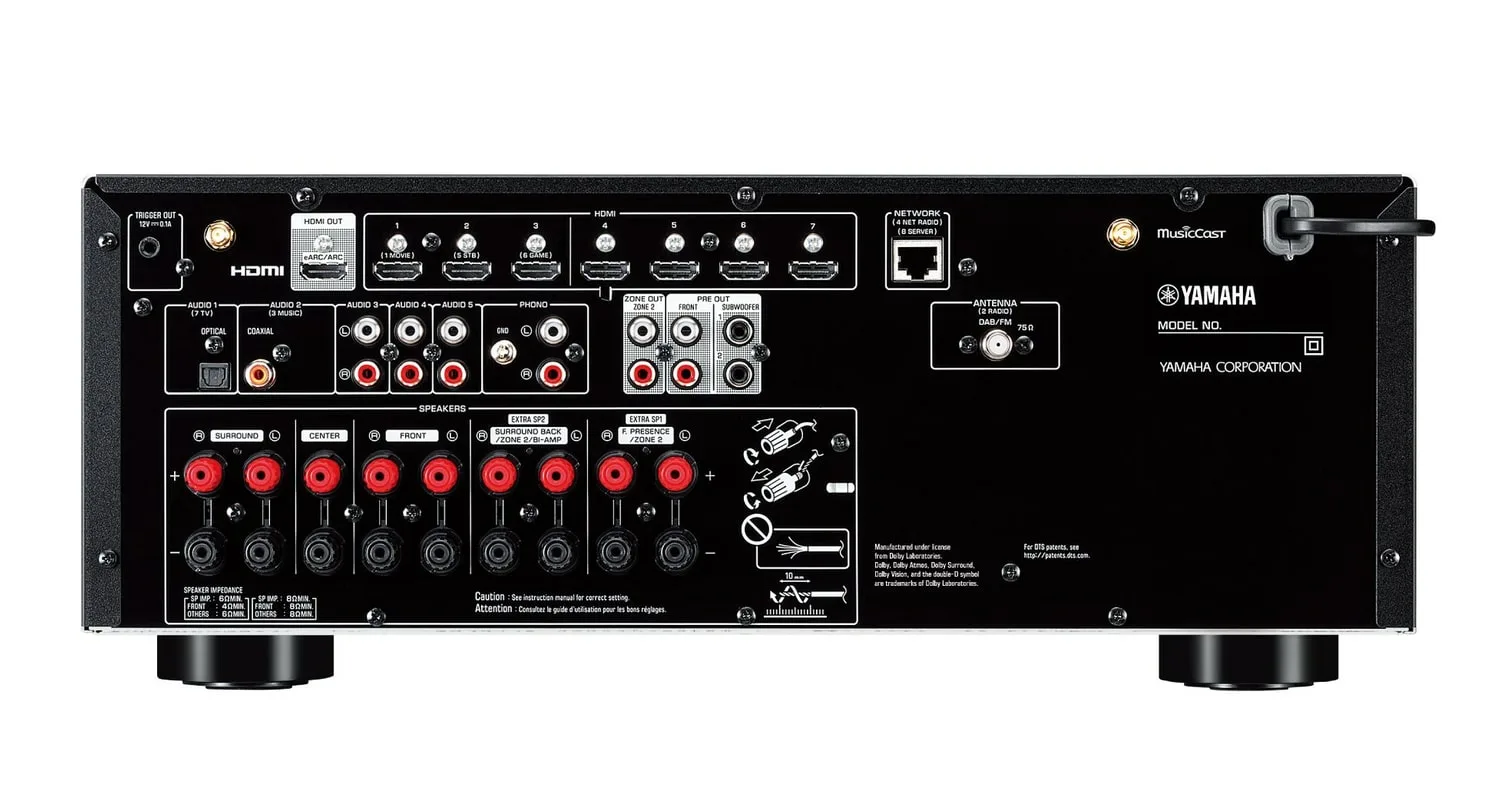 TRIGGER OUT
12V⎓0.1A
HDMI
HDMI OUT
eARC/ARC
HDMI
1 2 3 4 5 6 7
(1 MOVIE) (5 STB) (6 GAME)
NETWORK
(4 NET RADIO)
(8 SERVER)
MusicCast
AUDIO 1
(7 TV)
OPTICAL
AUDIO 2
(3 MUSIC)
COAXIAL
AUDIO 3 AUDIO 4 AUDIO 5
L
R
PHONO
GND
L
R
ZONE OUT
ZONE 2
PRE OUT
FRONT SUBWOOFER
1
2
ANTENNA
(2 RADIO)
DAB/FM
75Ω
YAMAHA
MODEL NO.
YAMAHA CORPORATION
SPEAKERS
EXTRA SP2 EXTRA SP1
R SURROUND L
CENTER
R FRONT L
R SURROUND BACK L
/ZONE 2/BI-AMP
R F. PRESENCE L
/ZONE 2
+ +
− −
10 mm
SPEAKER IMPEDANCE
SP IMP. : 6ΩMIN. SP IMP. : 8ΩMIN.
FRONT : 4ΩMIN. FRONT : 8ΩMIN.
OTHERS : 6ΩMIN. OTHERS : 8ΩMIN.
Caution : See instruction manual for correct setting.
Attention : Consultez le guide d'utilisation pour les bons réglages.
Manufactured under license
from Dolby Laboratories.
Dolby, Dolby Atmos, Dolby Surround,
Dolby Vision, and the double-D symbol
are trademarks of Dolby Laboratories.
For DTS patents, see
http://patents.dts.com.